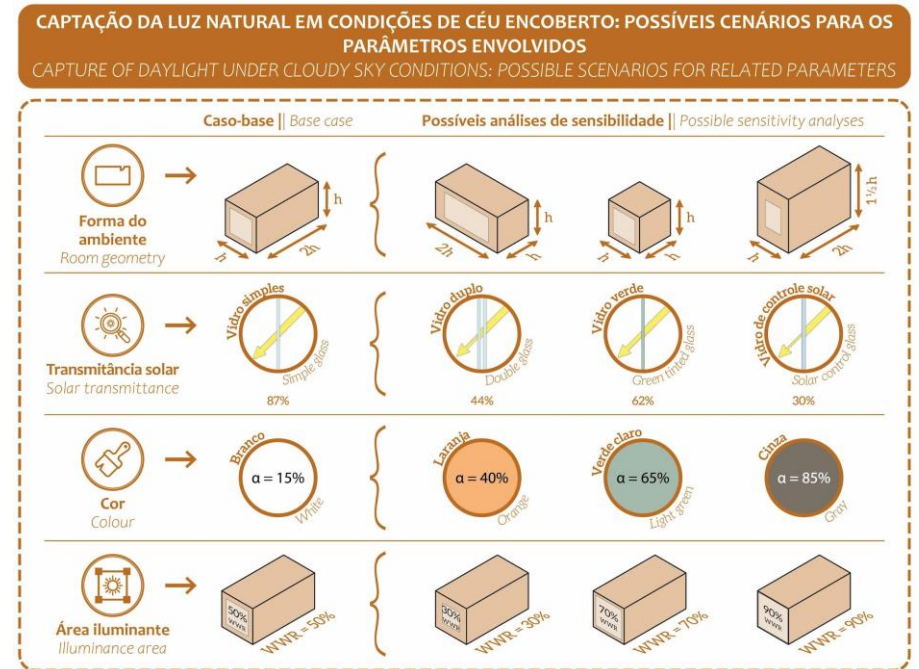 CAPTAÇÃO DA LUZ NATURAL EM CONDIÇÕES DE CÉU ENCOBERTO: POSSÍVEIS CENÁRIOS PARA OS
PARÂMETROS ENVOLVIDOS
CAPTURE OF DAYLIGHT UNDER CLOUDY SKY CONDITIONS: POSSIBLE SCENARIOS FOR RELATED PARAMETERS
Caso-base || Base case
Possíveis análises de sensibilidade || Possible sensitivity analyses
Forma do
ambiente
Room geometry
h
2h
h
2h
h
h
h
h
h
h
2h
1 ½ h
Transmitância solar
Solar transmittance
Vidro simples
Simple glass
87%
Vidro duplo
Double glass
44%
Vidro verde
Green tinted glass
62%
Vidro de controle solar
Solar control glass
30%
Cor
Colour
Branco
α = 15%
White
Laranja
α = 40%
Orange
Verde claro
α = 65%
Light green
Cinza
α = 85%
Gray
Área iluminante
Illuminance area
50%
WWR
WWR = 50%
30%
WWR
WWR = 30%
70%
WWR
WWR = 70%
90%
WWR
WWR = 90%